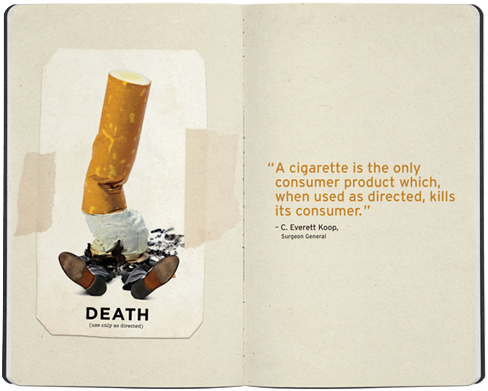 DEATH
(use only as directed)
“A cigarette is the only
consumer product which,
when used as directed, kills
its consumer.”
– C. Everett Koop,
Surgeon General